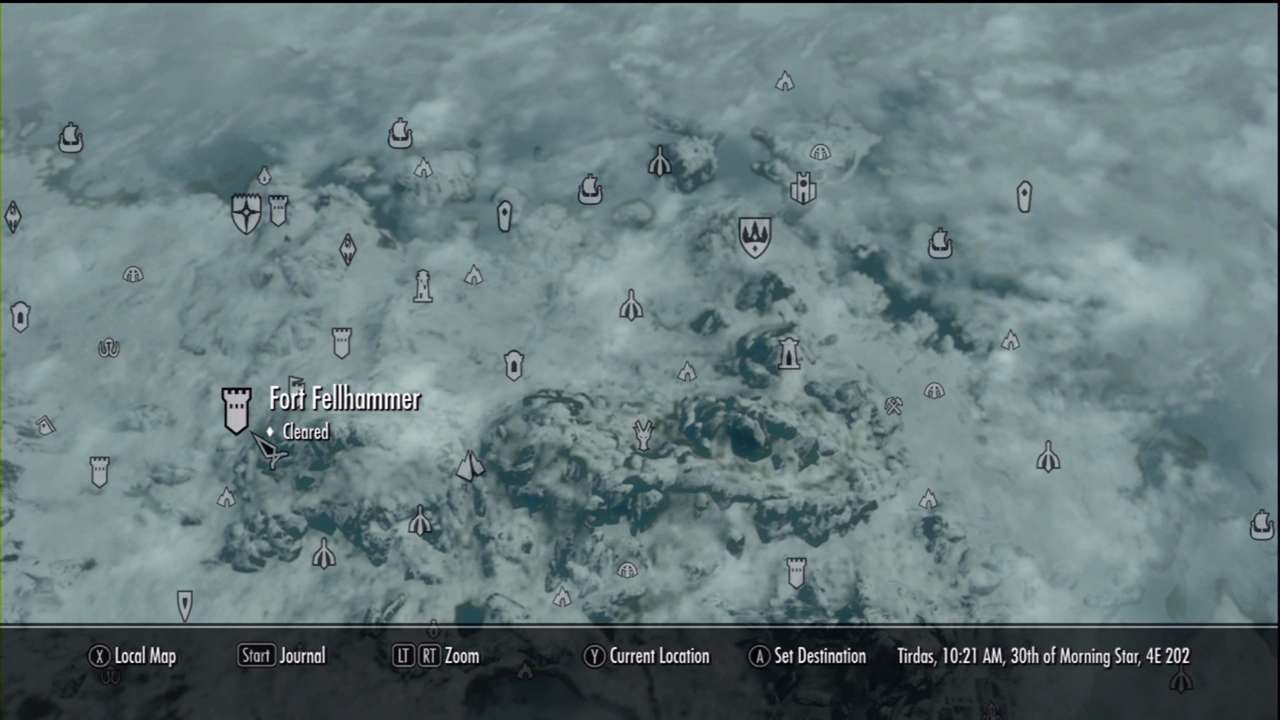 Fort Fellhammer
Cleared
X Local Map Start Journal LT RT Zoom Y Current Location A Set Destination Tirdas, 10:21 AM, 30th of Morning Star, 4E 202